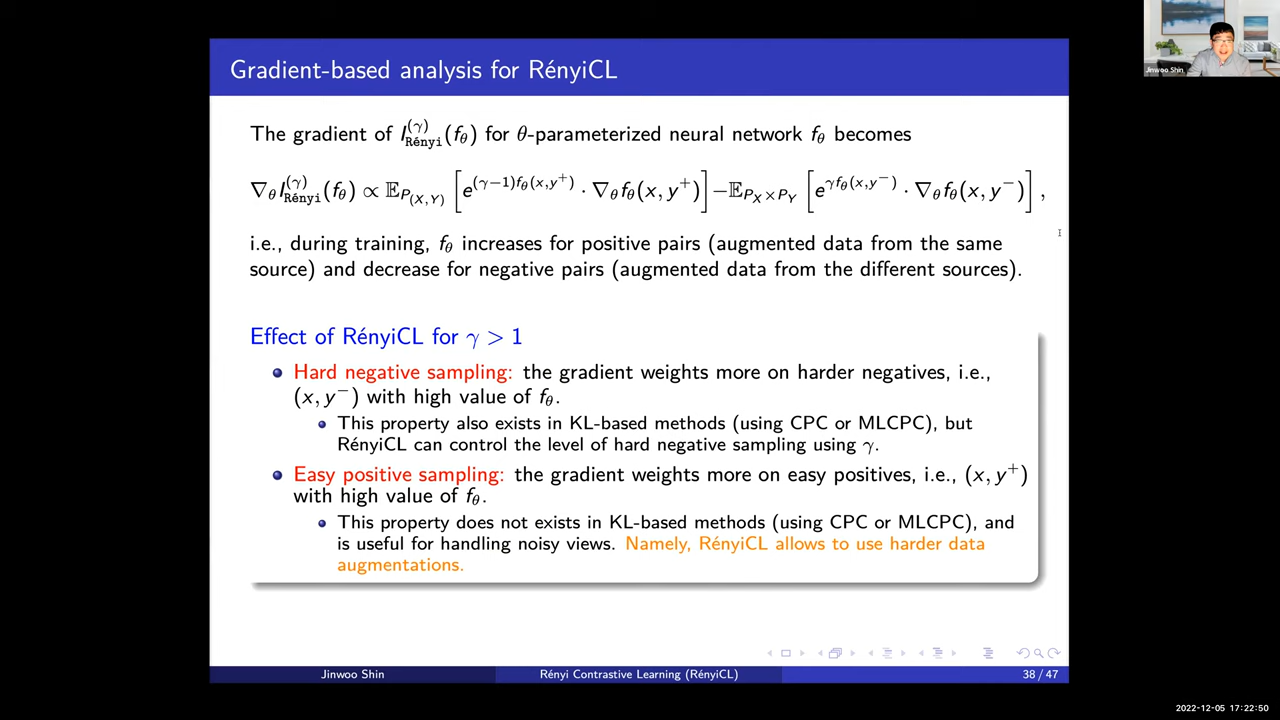 Gradient-based analysis for RényiCL
Jinwoo Shin
The gradient of I_Rényi^(γ)(f_θ) for θ-parameterized neural network f_θ becomes
∇_θ I_Rényi^(γ)(f_θ) ∝ 𝔼_{P_(X,Y)} [e^{(γ−1)f_θ(x,y⁺)} · ∇_θ f_θ(x, y⁺)] − 𝔼_{P_X×P_Y} [e^{γf_θ(x,y⁻)} · ∇_θ f_θ(x, y⁻)] ,
i.e., during training, f_θ increases for positive pairs (augmented data from the same
source) and decrease for negative pairs (augmented data from the different sources).
Effect of RényiCL for γ > 1
Hard negative sampling: the gradient weights more on harder negatives, i.e.,
(x, y⁻) with high value of f_θ.
This property also exists in KL-based methods (using CPC or MLCPC), but
RényiCL can control the level of hard negative sampling using γ.
Easy positive sampling: the gradient weights more on easy positives, i.e., (x, y⁺)
with high value of f_θ.
This property does not exists in KL-based methods (using CPC or MLCPC), and
is useful for handling noisy views. Namely, RényiCL allows to use harder data
augmentations.
Jinwoo Shin
Rényi Contrastive Learning (RényiCL)
38 / 47
2022-12-05 17:22:50